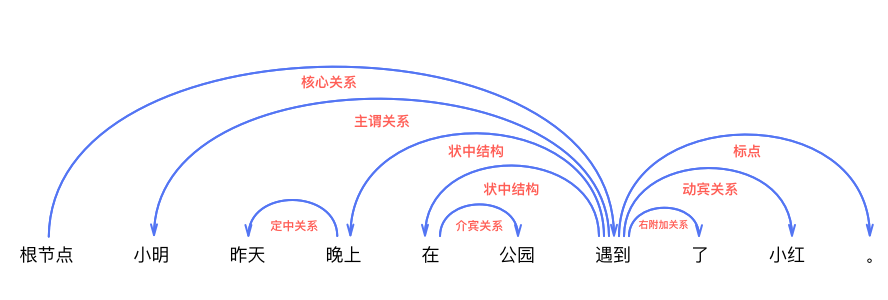 核心关系
主谓关系
状中结构
标点
状中结构
动宾关系
定中关系
介宾关系
右附加关系
根节点 小明 昨天 晚上 在 公园 遇到 了 小红 。